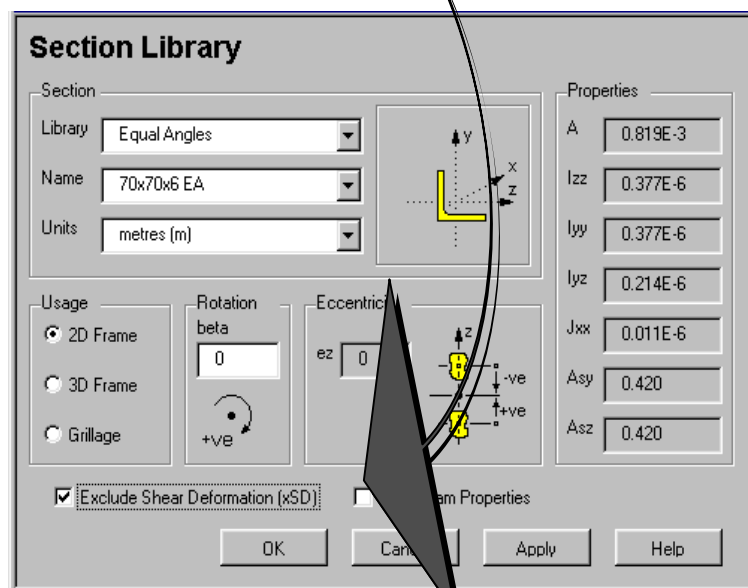 Section Library
Section
Library Equal Angles
Name 70x70x6 EA
Units metres (m)
y
x
z
Properties
A 0.819E-3
Izz 0.377E-6
Iyy 0.377E-6
Iyz 0.214E-6
Jxx 0.011E-6
Asy 0.420
Asz 0.420
Usage
2D Frame
3D Frame
Grillage
Rotation
beta
0
+ve
ez 0
z
-ve
+ve
Exclude Shear Deformation (xSD)
Properties
OK
Apply
Help